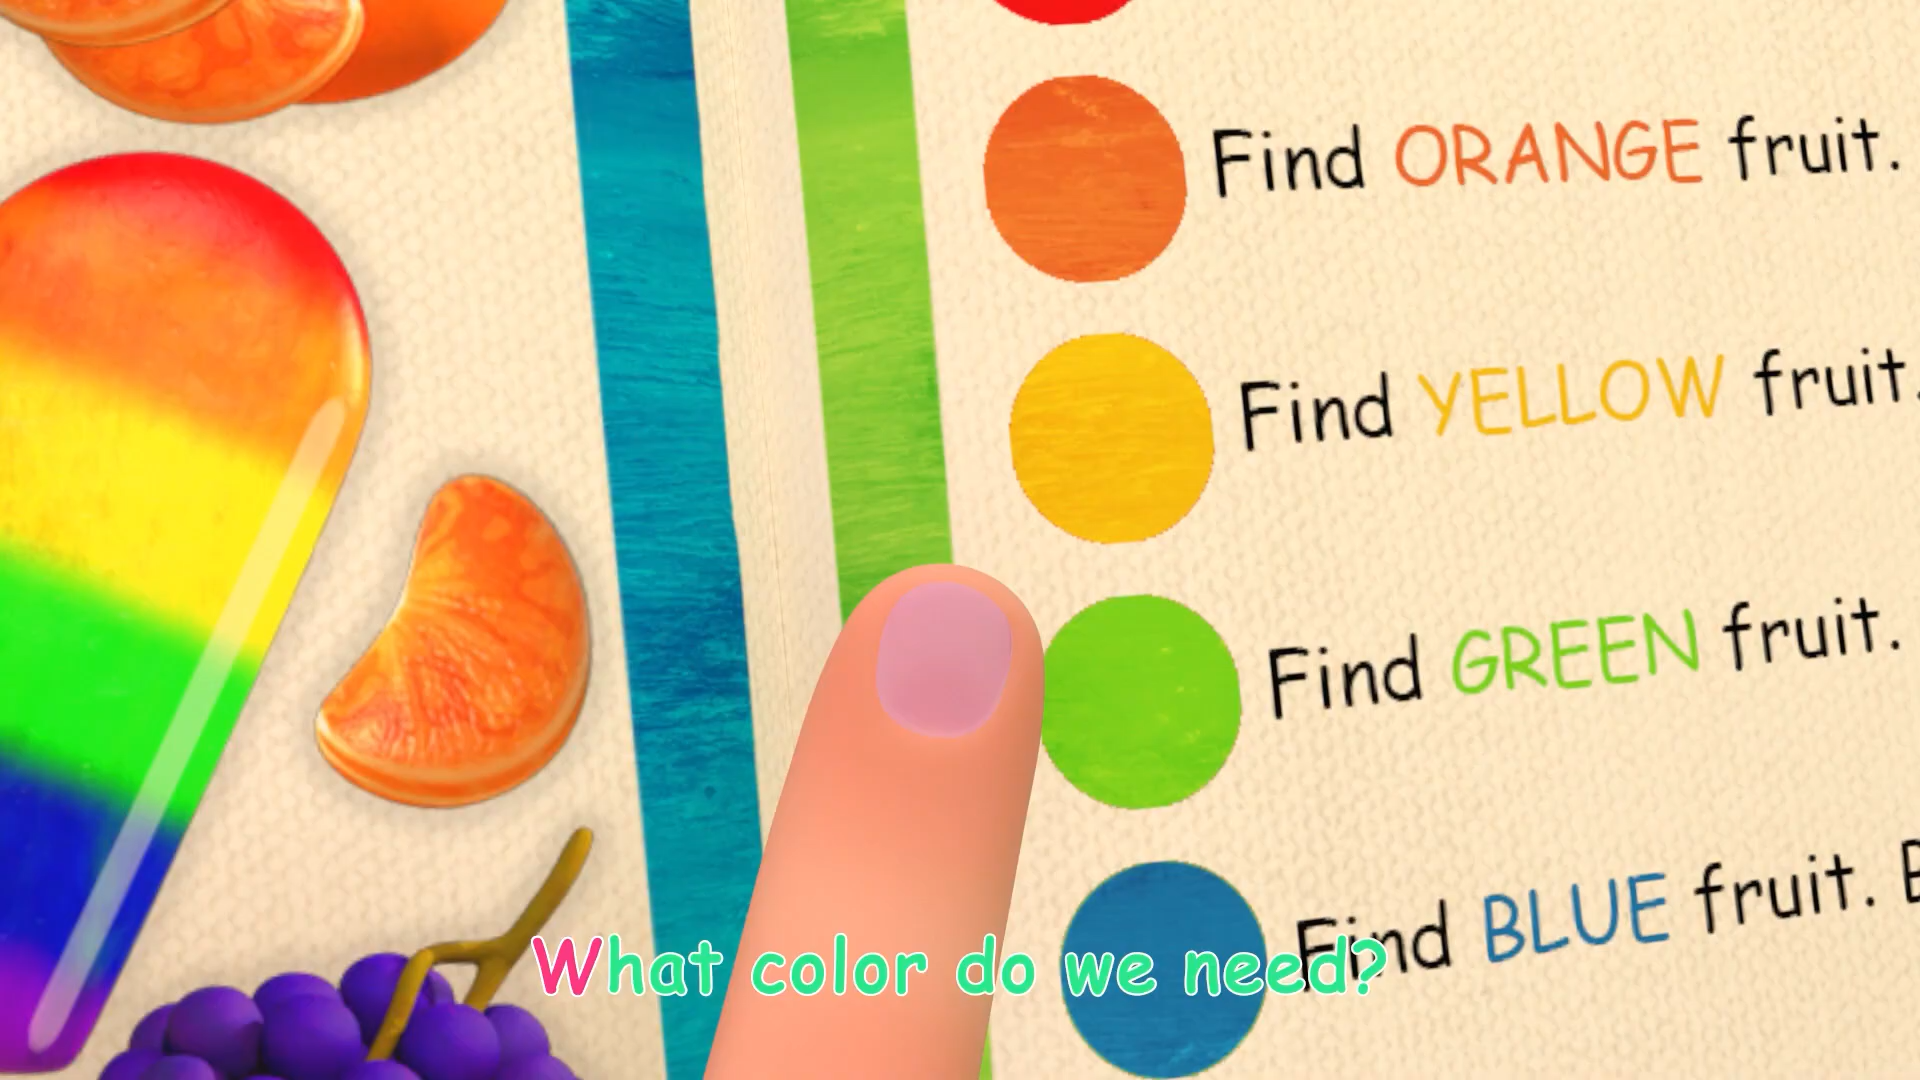 Find ORANGE fruit.
Find YELLOW fruit.
Find GREEN fruit.
Find BLUE fruit.
What color do we need?